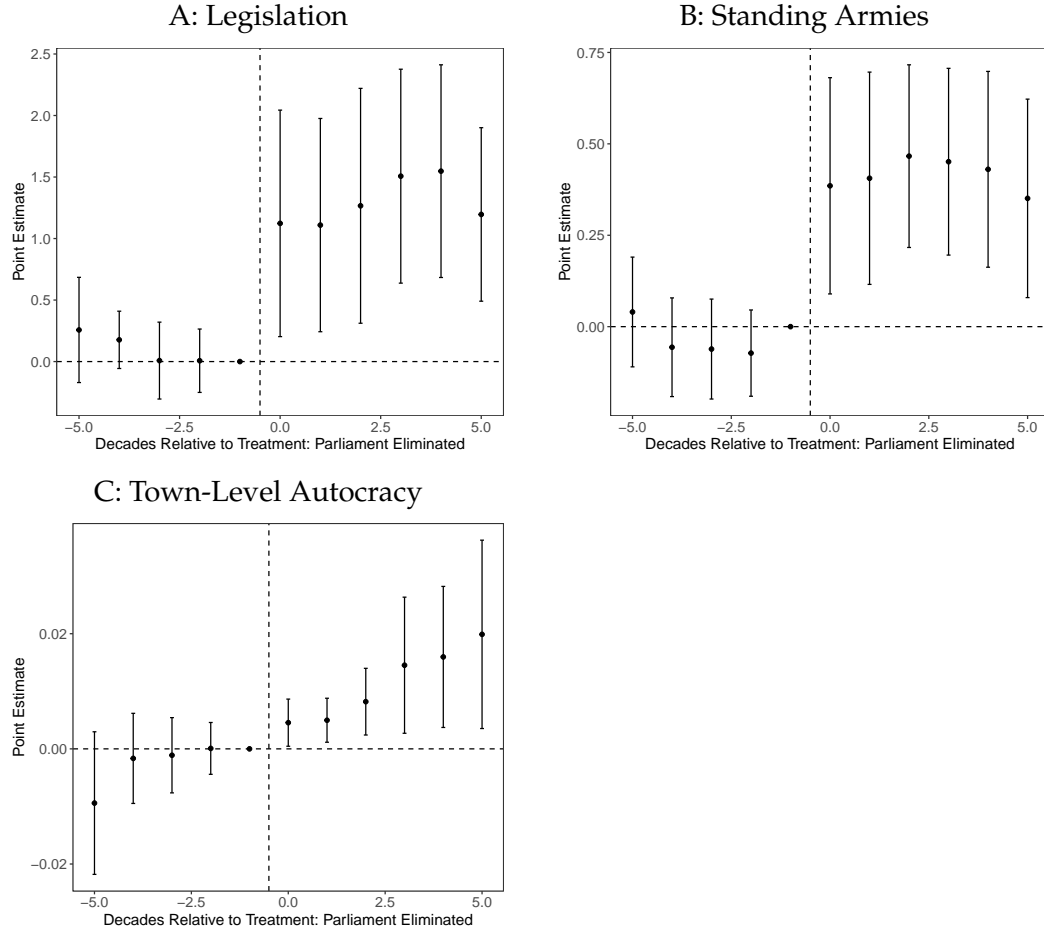 A: Legislation
2.5
2.0
1.5
1.0
0.5
0.0
Point Estimate
−5.0 −2.5 0.0 2.5 5.0
Decades Relative to Treatment: Parliament Eliminated
B: Standing Armies
0.75
0.50
0.25
0.00
Point Estimate
−5.0 −2.5 0.0 2.5 5.0
Decades Relative to Treatment: Parliament Eliminated
C: Town-Level Autocracy
0.02
0.00
−0.02
Point Estimate
−5.0 −2.5 0.0 2.5 5.0
Decades Relative to Treatment: Parliament Eliminated